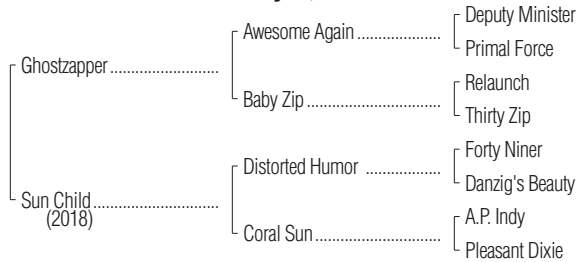 Deputy Minister
Awesome Again ..................
Primal Force
Ghostzapper ........................
Relaunch
Baby Zip .............................
Thirty Zip
Forty Niner
Distorted Humor ................
Danzig's Beauty
Sun Child ...........................
(2018)
A.P. Indy
Coral Sun ...........................
Pleasant Dixie